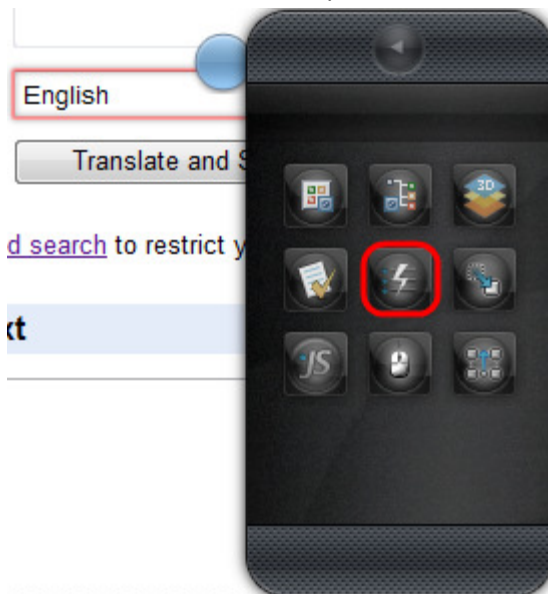 English
Translate and S
3D
d search to restrict y
xt
JS